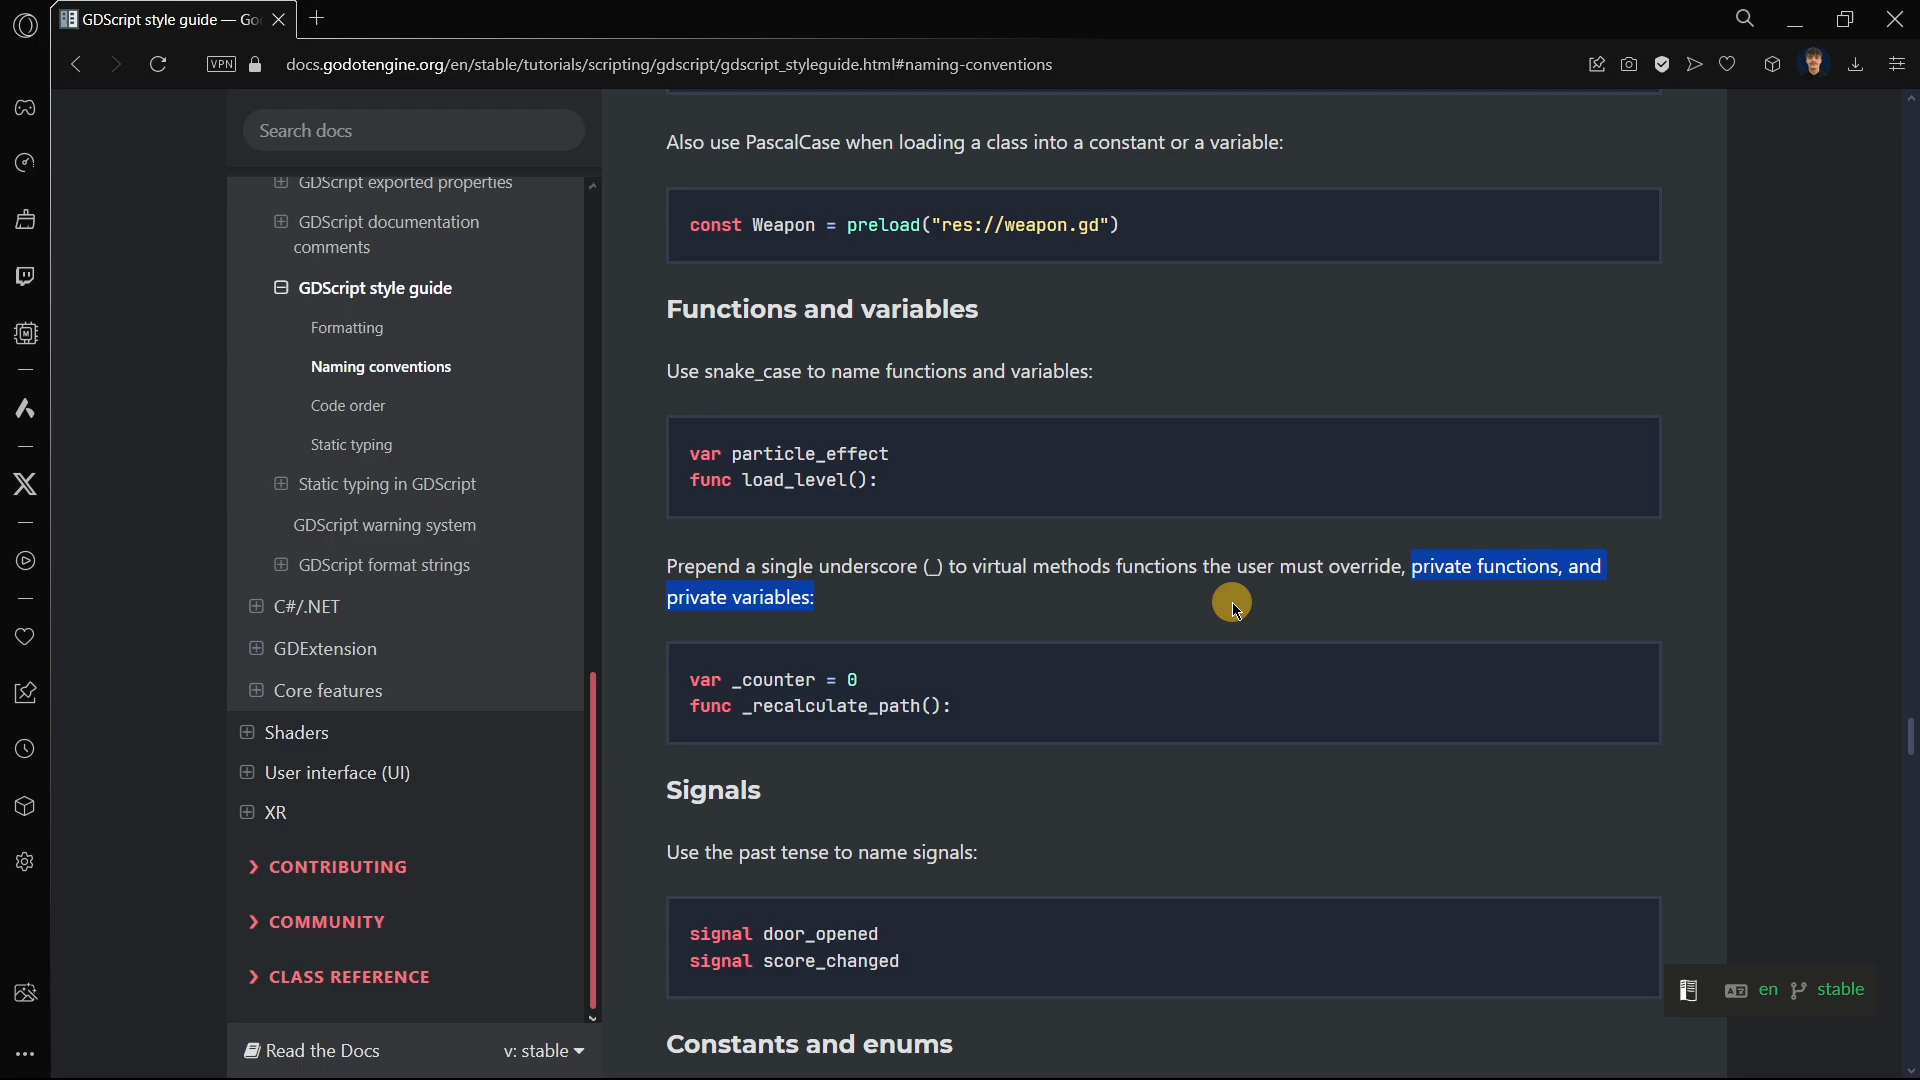 GDScript style guide — Go
VPN
docs.godotengine.org/en/stable/tutorials/scripting/gdscript/gdscript_styleguide.html#naming-conventions
Search docs
GDScript exported properties
GDScript documentation
comments
GDScript style guide
Formatting
Naming conventions
Code order
Static typing
Static typing in GDScript
GDScript warning system
GDScript format strings
C#/.NET
GDExtension
Core features
Shaders
User interface (UI)
XR
CONTRIBUTING
COMMUNITY
CLASS REFERENCE
Read the Docs
v: stable
Also use PascalCase when loading a class into a constant or a variable:
const Weapon = preload("res://weapon.gd")
Functions and variables
Use snake_case to name functions and variables:
var particle_effect
func load_level():
Prepend a single underscore (_) to virtual methods functions the user must override, private functions, and
private variables:
var _counter = 0
func _recalculate_path():
Signals
Use the past tense to name signals:
signal door_opened
signal score_changed
Constants and enums
en
stable